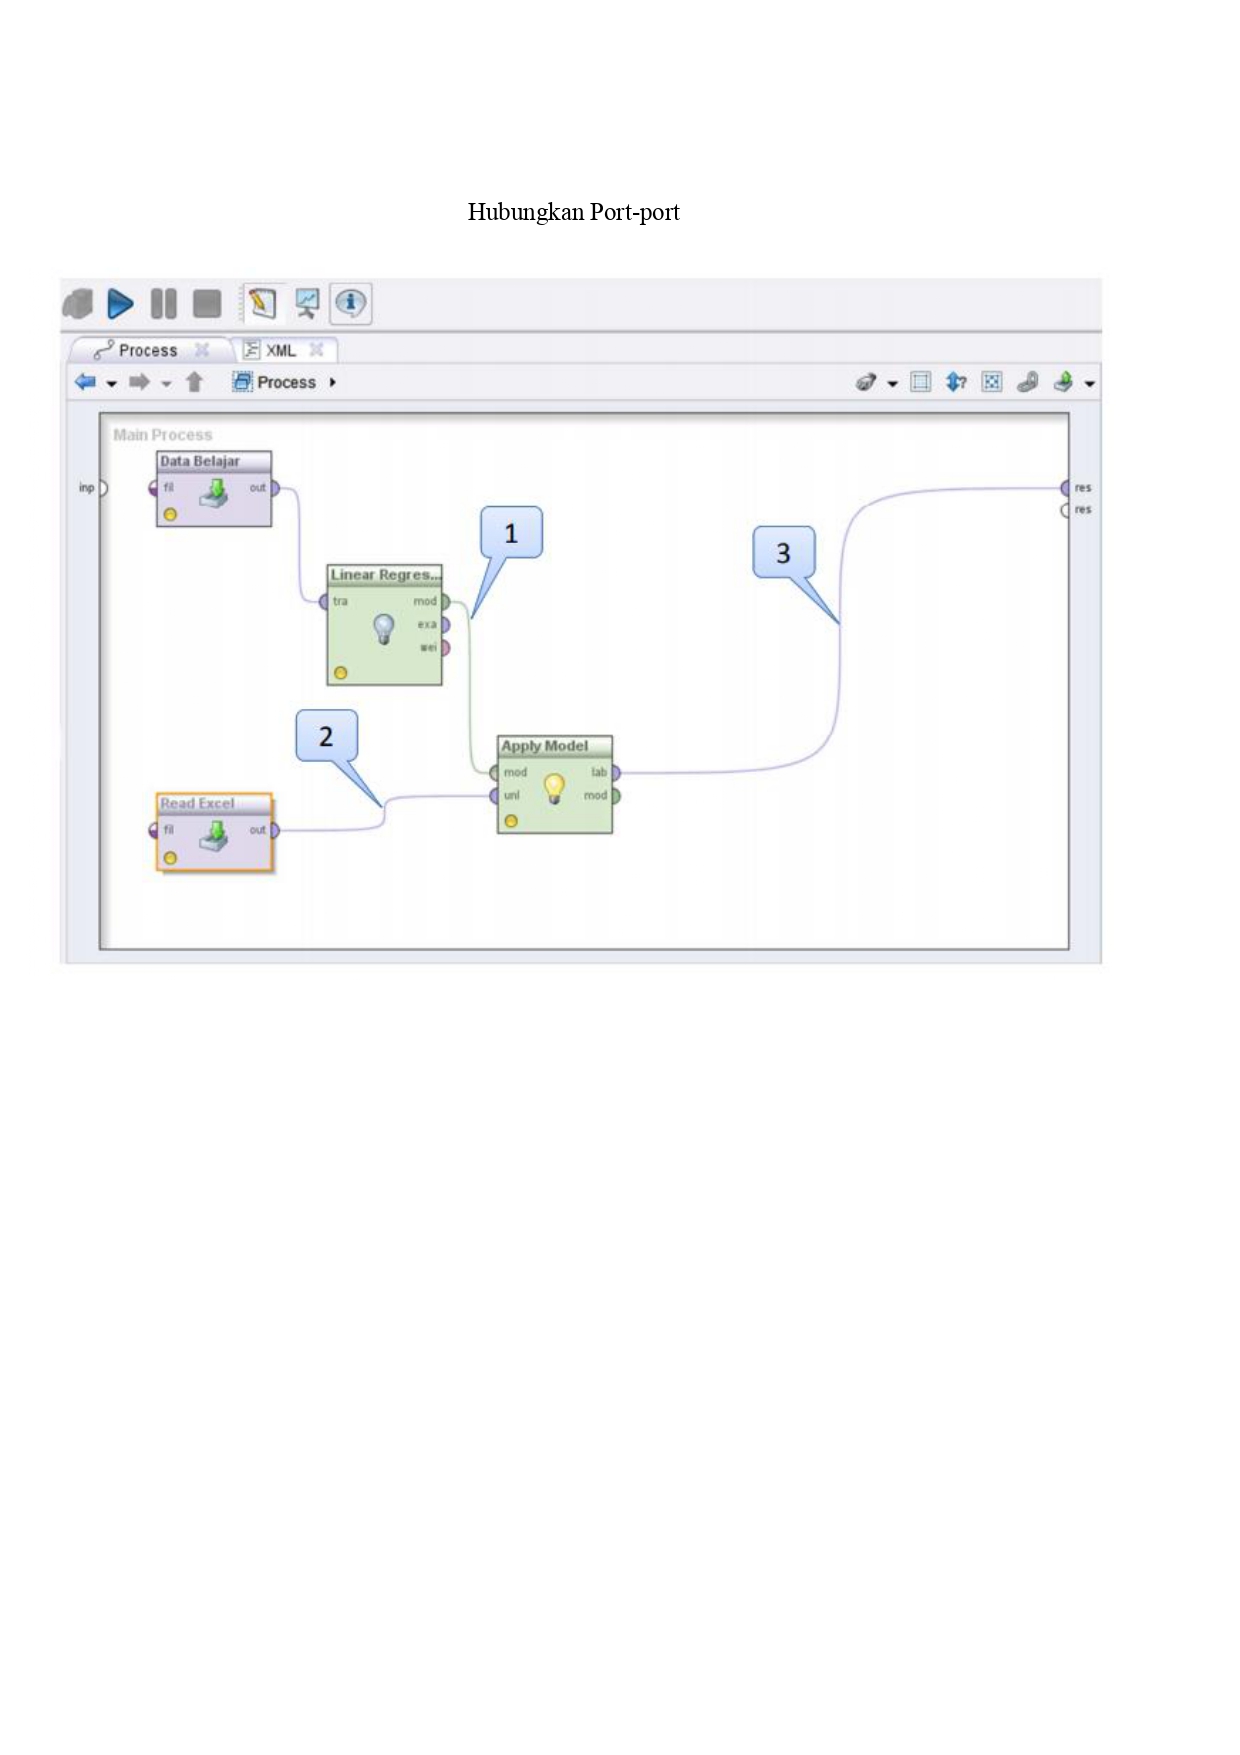 Hubungkan Port-port
Process
XML
Process
Main Process
Data Belajar
inp
fil
out
res
res
1
3
Linear Regres...
tra
mod
exa
wei
2
Apply Model
mod
lab
unl
mod
Read Excel
fil
out